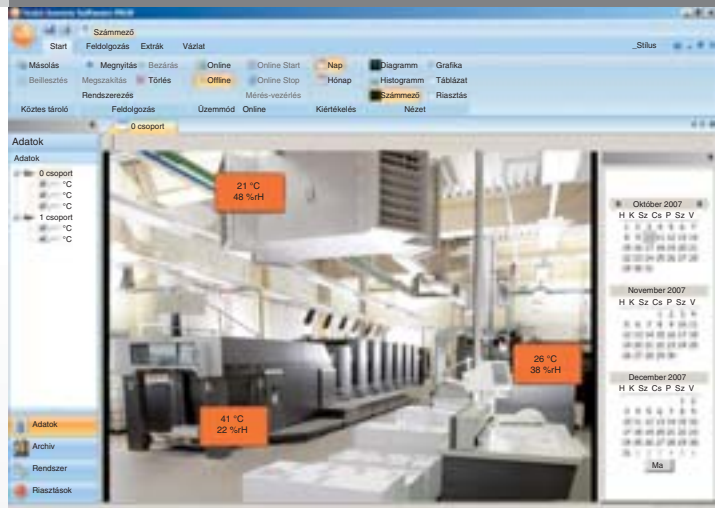 Számmező
Start Feldolgozás Extrák Vázlat _Stílus
Másolás Megnyitás Bezárás Online Online Start Nap Diagramm Grafika
Beillesztés Megszakítás Törlés Offline Online Stop Hónap Histogramm Táblázat
Rendszerezés Mérés-vezérlés Számmező Riasztás
Köztes tároló Feldolgozás Üzemmód Online Kiértékelés Nézet
0 csoport
Adatok
Adatok
0 csoport
°C
°C
°C
1 csoport
°C
°C
21 °C
48 %rH
26 °C
38 %rH
41 °C
22 %rH
Október 2007
H K Sz Cs P Sz V
November 2007
H K Sz Cs P Sz V
December 2007
H K Sz Cs P Sz V
Ma
Adatok
Archiv
Rendszer
Riasztások